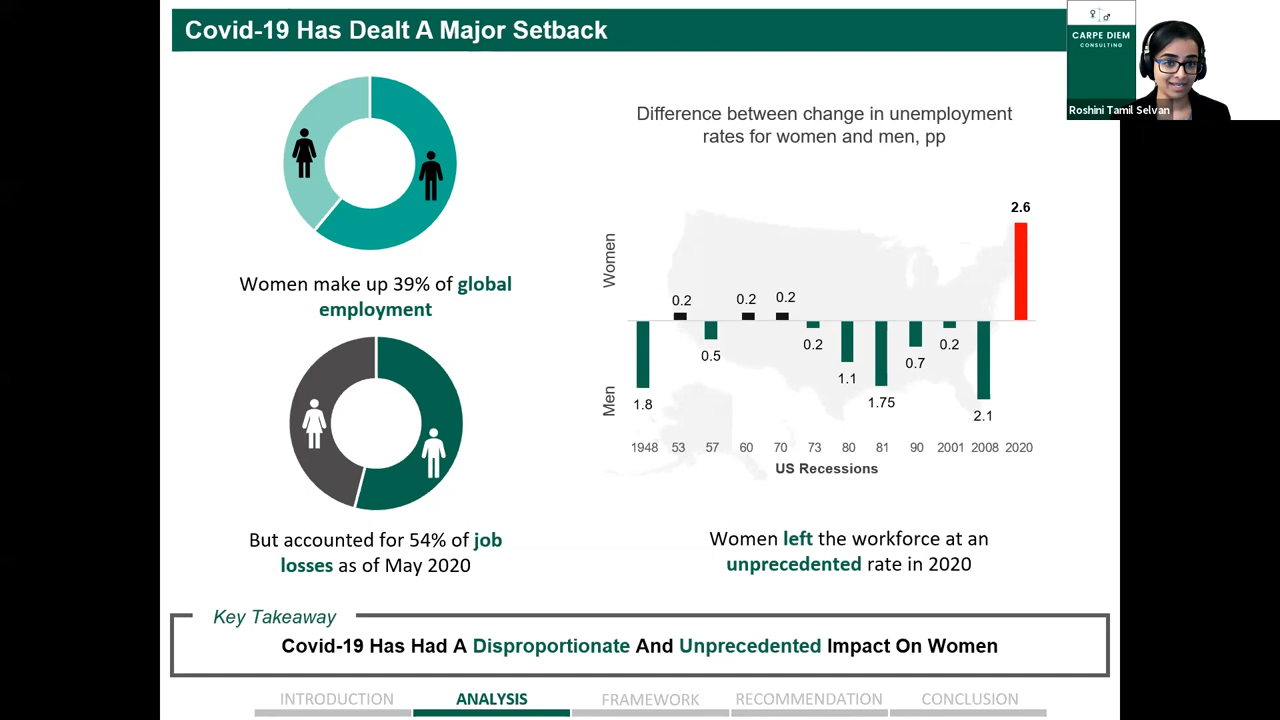 Covid-19 Has Dealt A Major Setback
CARPE DIEM
CONSULTING
Roshini Tamil Selvan
Women make up 39% of global
employment
But accounted for 54% of job
losses as of May 2020
Difference between change in unemployment
rates for women and men, pp
Women
Men
2.6
0.2
0.2
0.2
1.8
0.5
0.2
1.1
1.75
0.7
0.2
2.1
1948 53 57 60 70 73 80 81 90 2001 2008 2020
US Recessions
Women left the workforce at an
unprecedented rate in 2020
Key Takeaway
Covid-19 Has Had A Disproportionate And Unprecedented Impact On Women
INTRODUCTION ANALYSIS FRAMEWORK RECOMMENDATION CONCLUSION